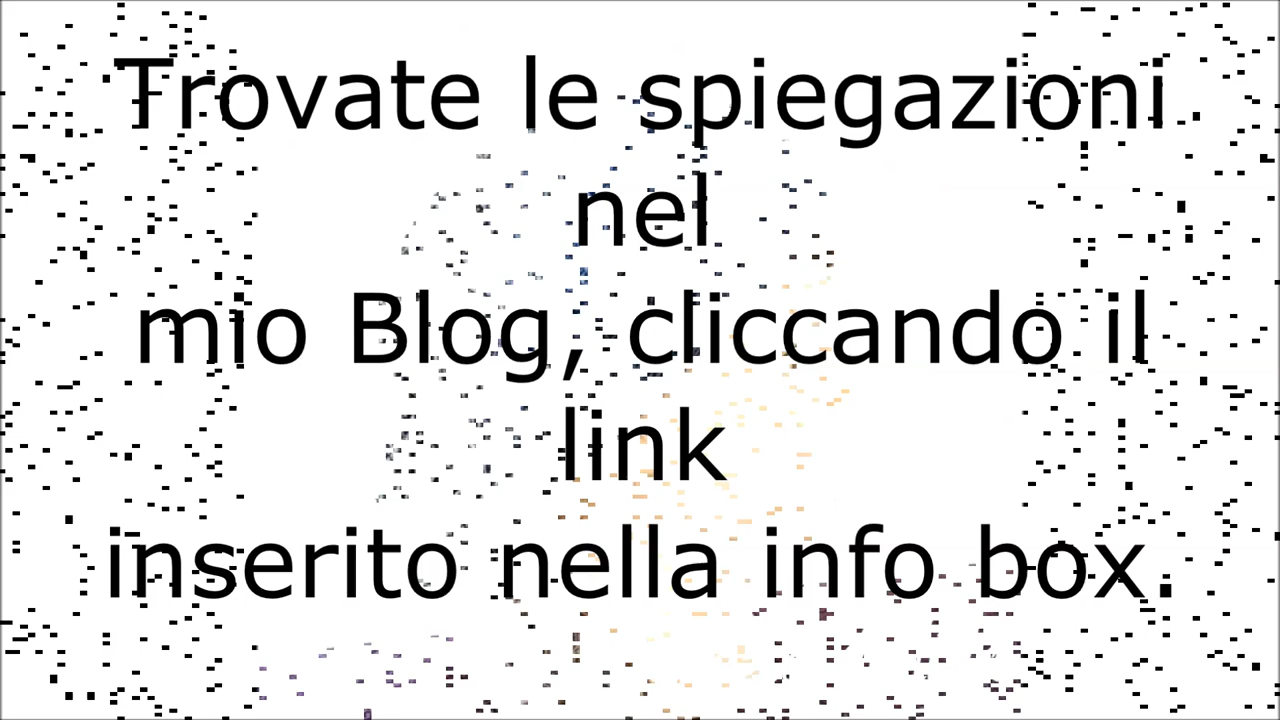 Trovate le spiegazioni
nel
mio Blog, cliccando il
link
inserito nella info box.